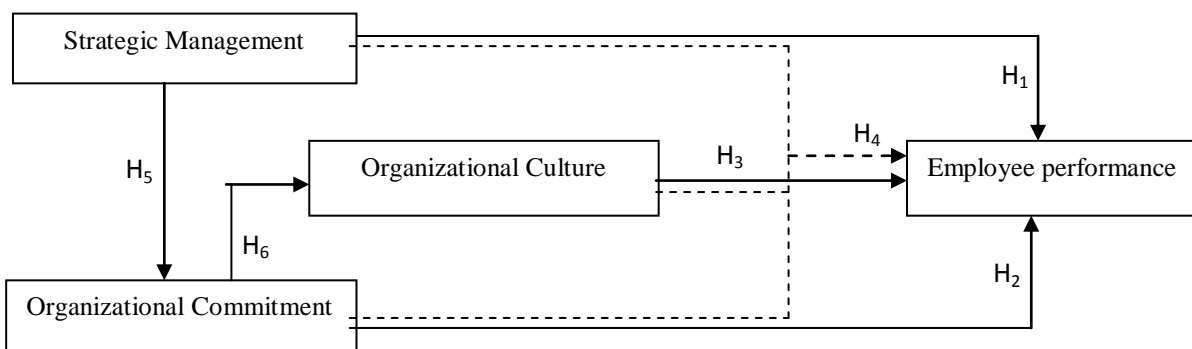 Strategic Management
H₁
H₄
Organizational Culture
H₃
Employee performance
H₅
H₆
H₂
Organizational Commitment